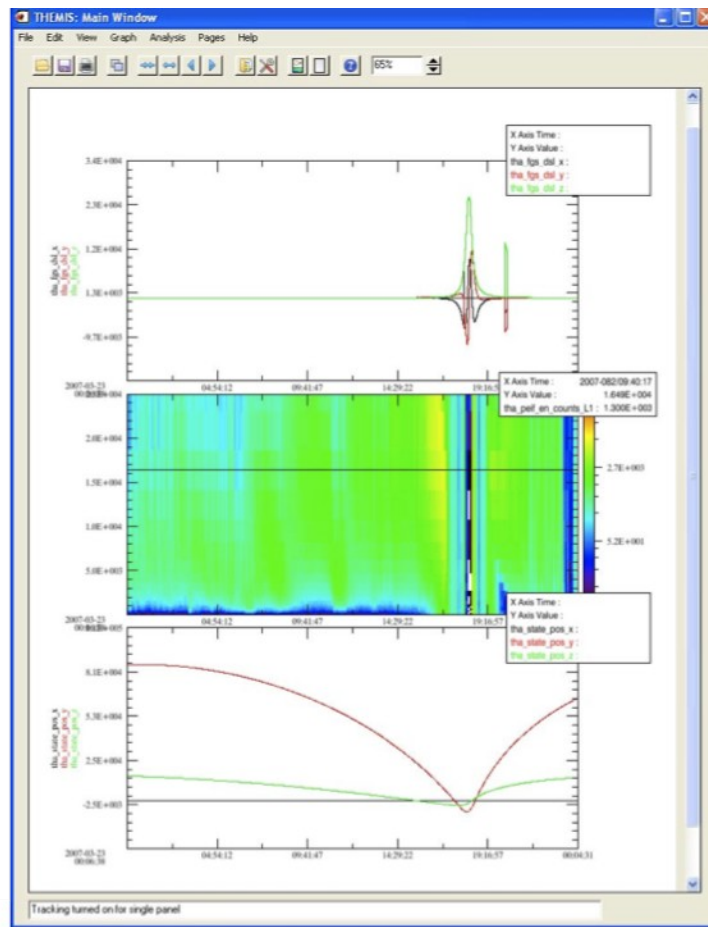 THEMIS: Main Window
File Edit View Graph Analysis Pages Help
65%
X Axis Time :
Y Axis Value :
tha_fgs_dsl_x :
tha_fgs_dsl_y :
tha_fgs_dsl_z :
3.4E+004
2.3E+004
1.2E+004
1.3E+003
-9.7E+003
tha_fgs_dsl_x
tha_fgs_dsl_y
tha_fgs_dsl_z
2007-03-23
04:54:12 09:41:47 14:29:22 19:16:57
X Axis Time : 2007-082/09:40:17
Y Axis Value : 1.648E+004
tha_peif_en_counts_L1 : 1.300E+003
2.0E+004
1.5E+004
1.0E+004
5.0E+003
2.7E+003
5.2E+001
2007-03-23
04:54:12 09:41:47 14:29:22 19:16:57
X Axis Time :
Y Axis Value :
tha_state_pos_x :
tha_state_pos_y :
tha_state_pos_z :
8.1E+004
5.3E+004
2.5E+004
-2.5E+003
tha_state_pos_x
tha_state_pos_y
tha_state_pos_z
2007-03-23
00:06:38
04:54:12 09:41:47 14:29:22 19:16:57 00:04:31
Tracking turned on for single panel